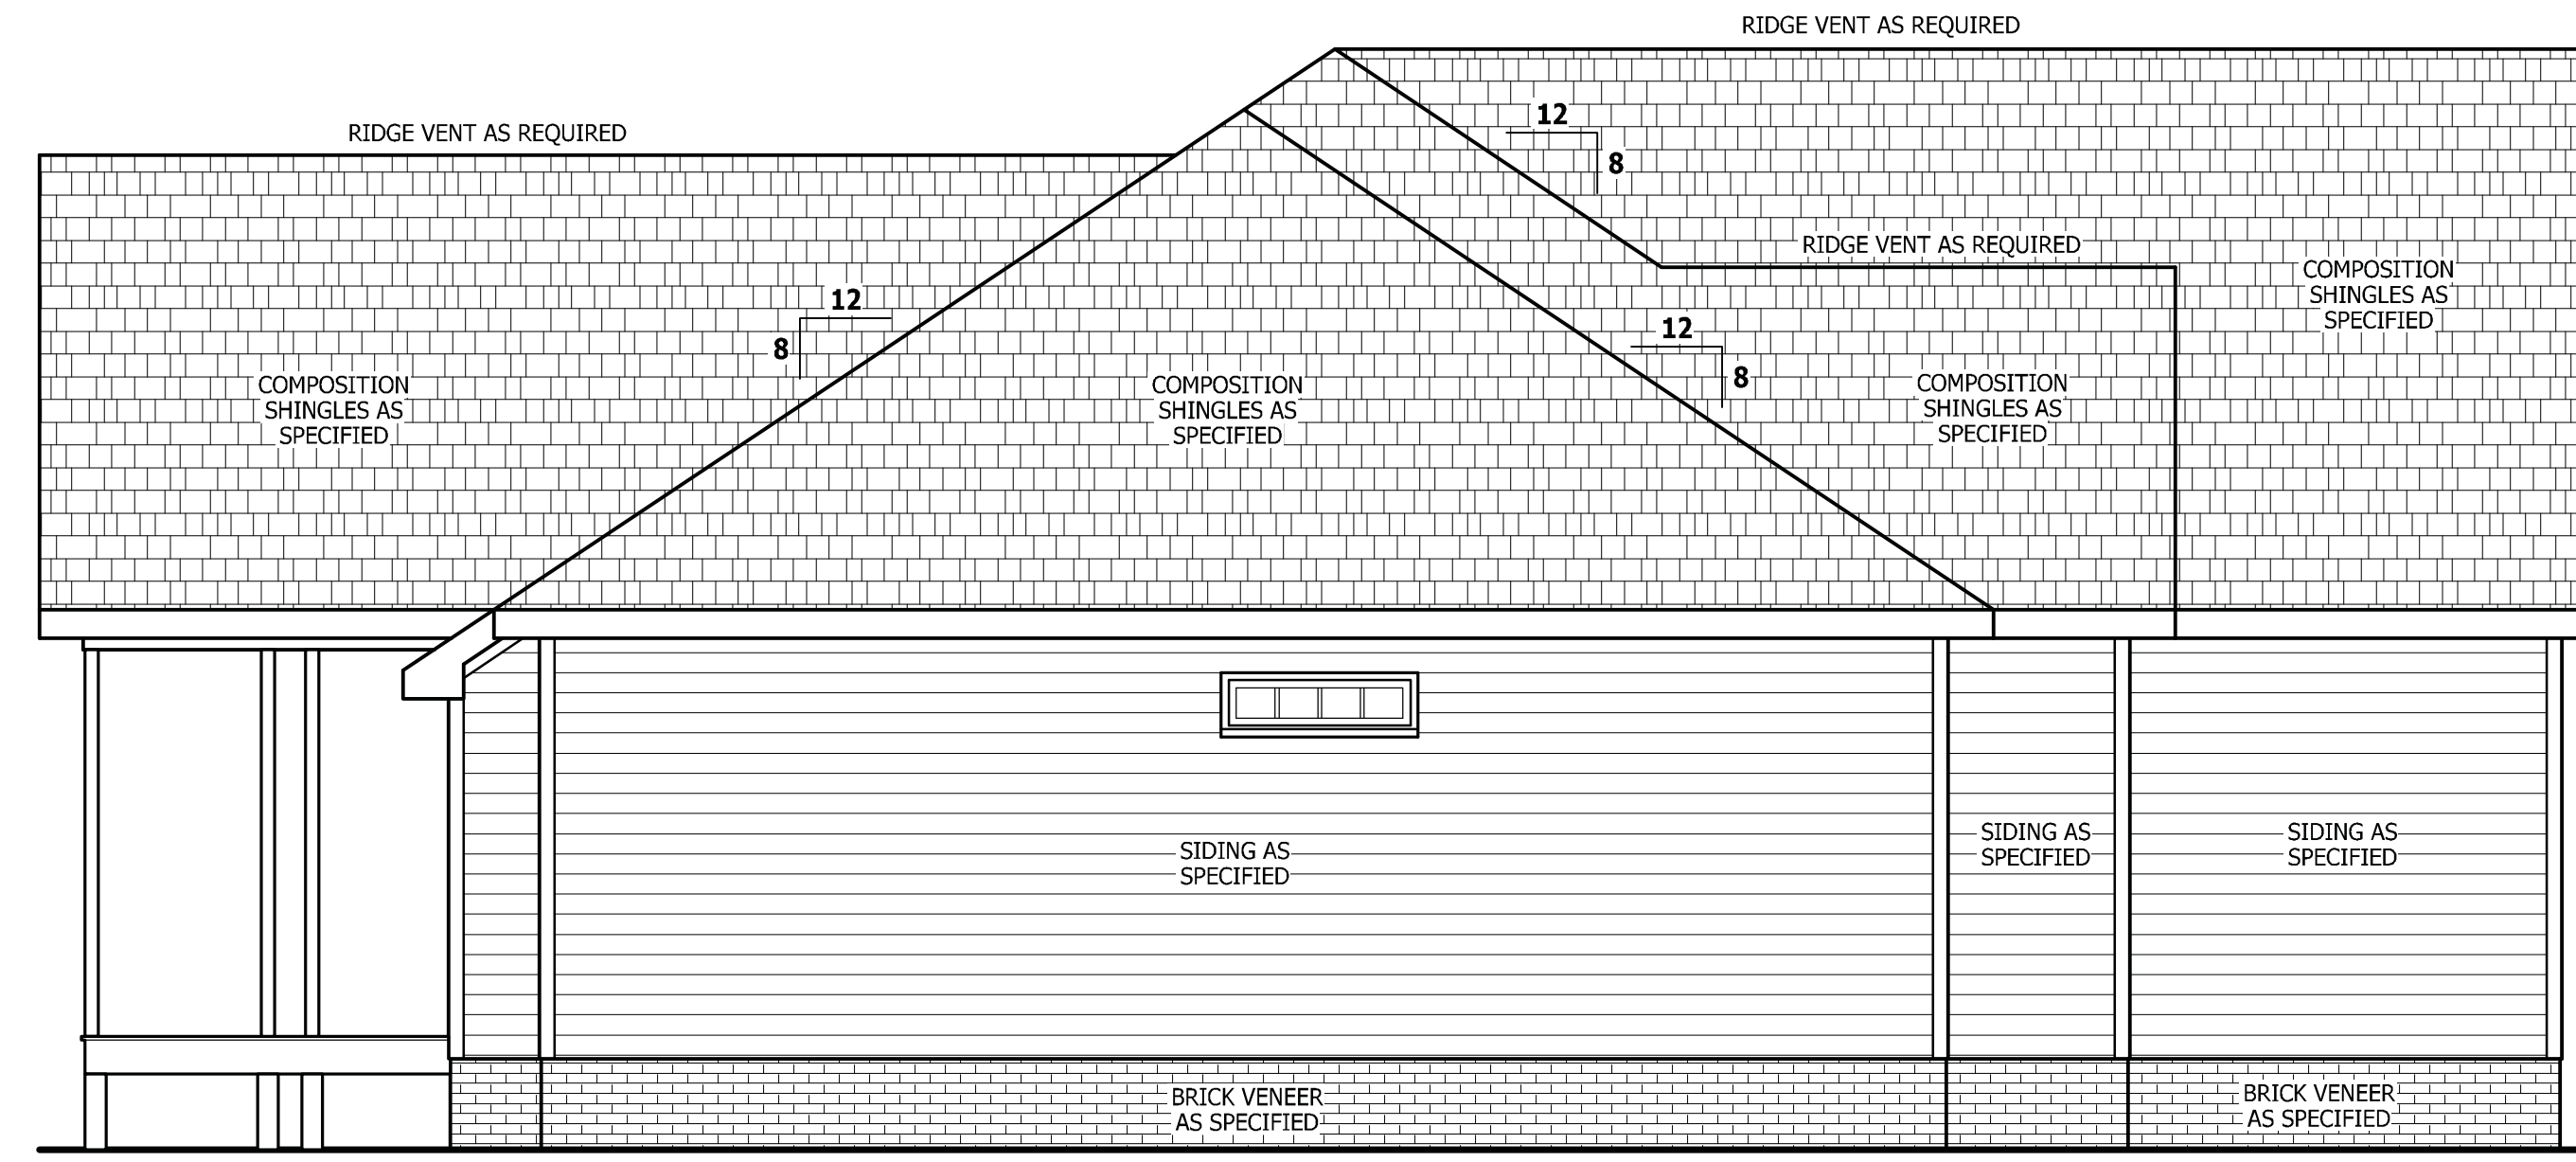 RIDGE VENT AS REQUIRED
RIDGE VENT AS REQUIRED
12
8
RIDGE VENT AS REQUIRED
COMPOSITION
SHINGLES AS
SPECIFIED
12
8
12
8
COMPOSITION
SHINGLES AS
SPECIFIED
COMPOSITION
SHINGLES AS
SPECIFIED
COMPOSITION
SHINGLES AS
SPECIFIED
SIDING AS
SPECIFIED
SIDING AS
SPECIFIED
SIDING AS
SPECIFIED
BRICK VENEER
AS SPECIFIED
BRICK VENEER
AS SPECIFIED